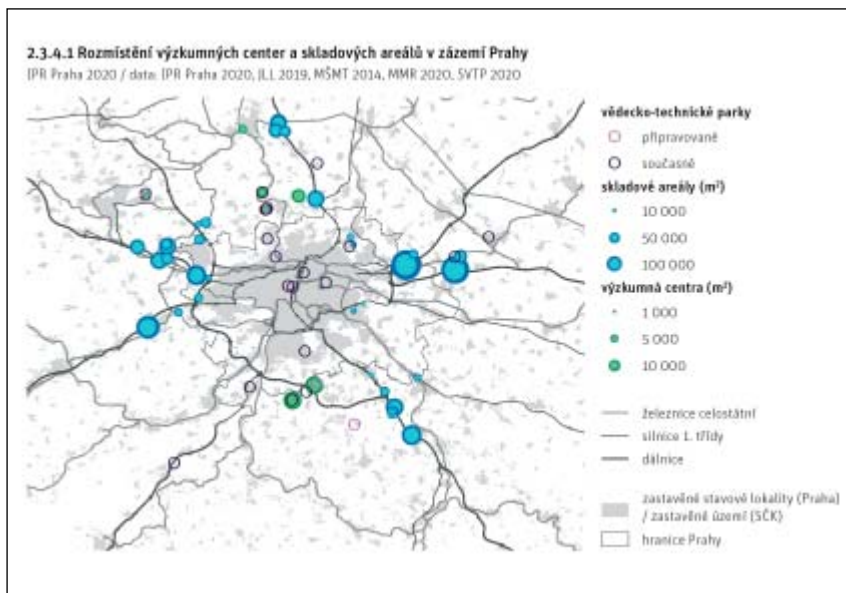 2.3.4.1 Rozmístění výzkumných center a skladových areálů v zázemí Prahy
IPR Praha 2020 / data: IPR Praha 2020, JLL 2019, MŠMT 2014, MMR 2020, SVTP 2020
vědecko-technické parky
připravované
současné
skladové areály (m²)
10 000
50 000
100 000
výzkumná centra (m²)
1 000
5 000
10 000
železnice celostátní
silnice 1. třídy
dálnice
zastavěné stavové lokality (Praha)
/ zastavěné území (SČK)
hranice Prahy